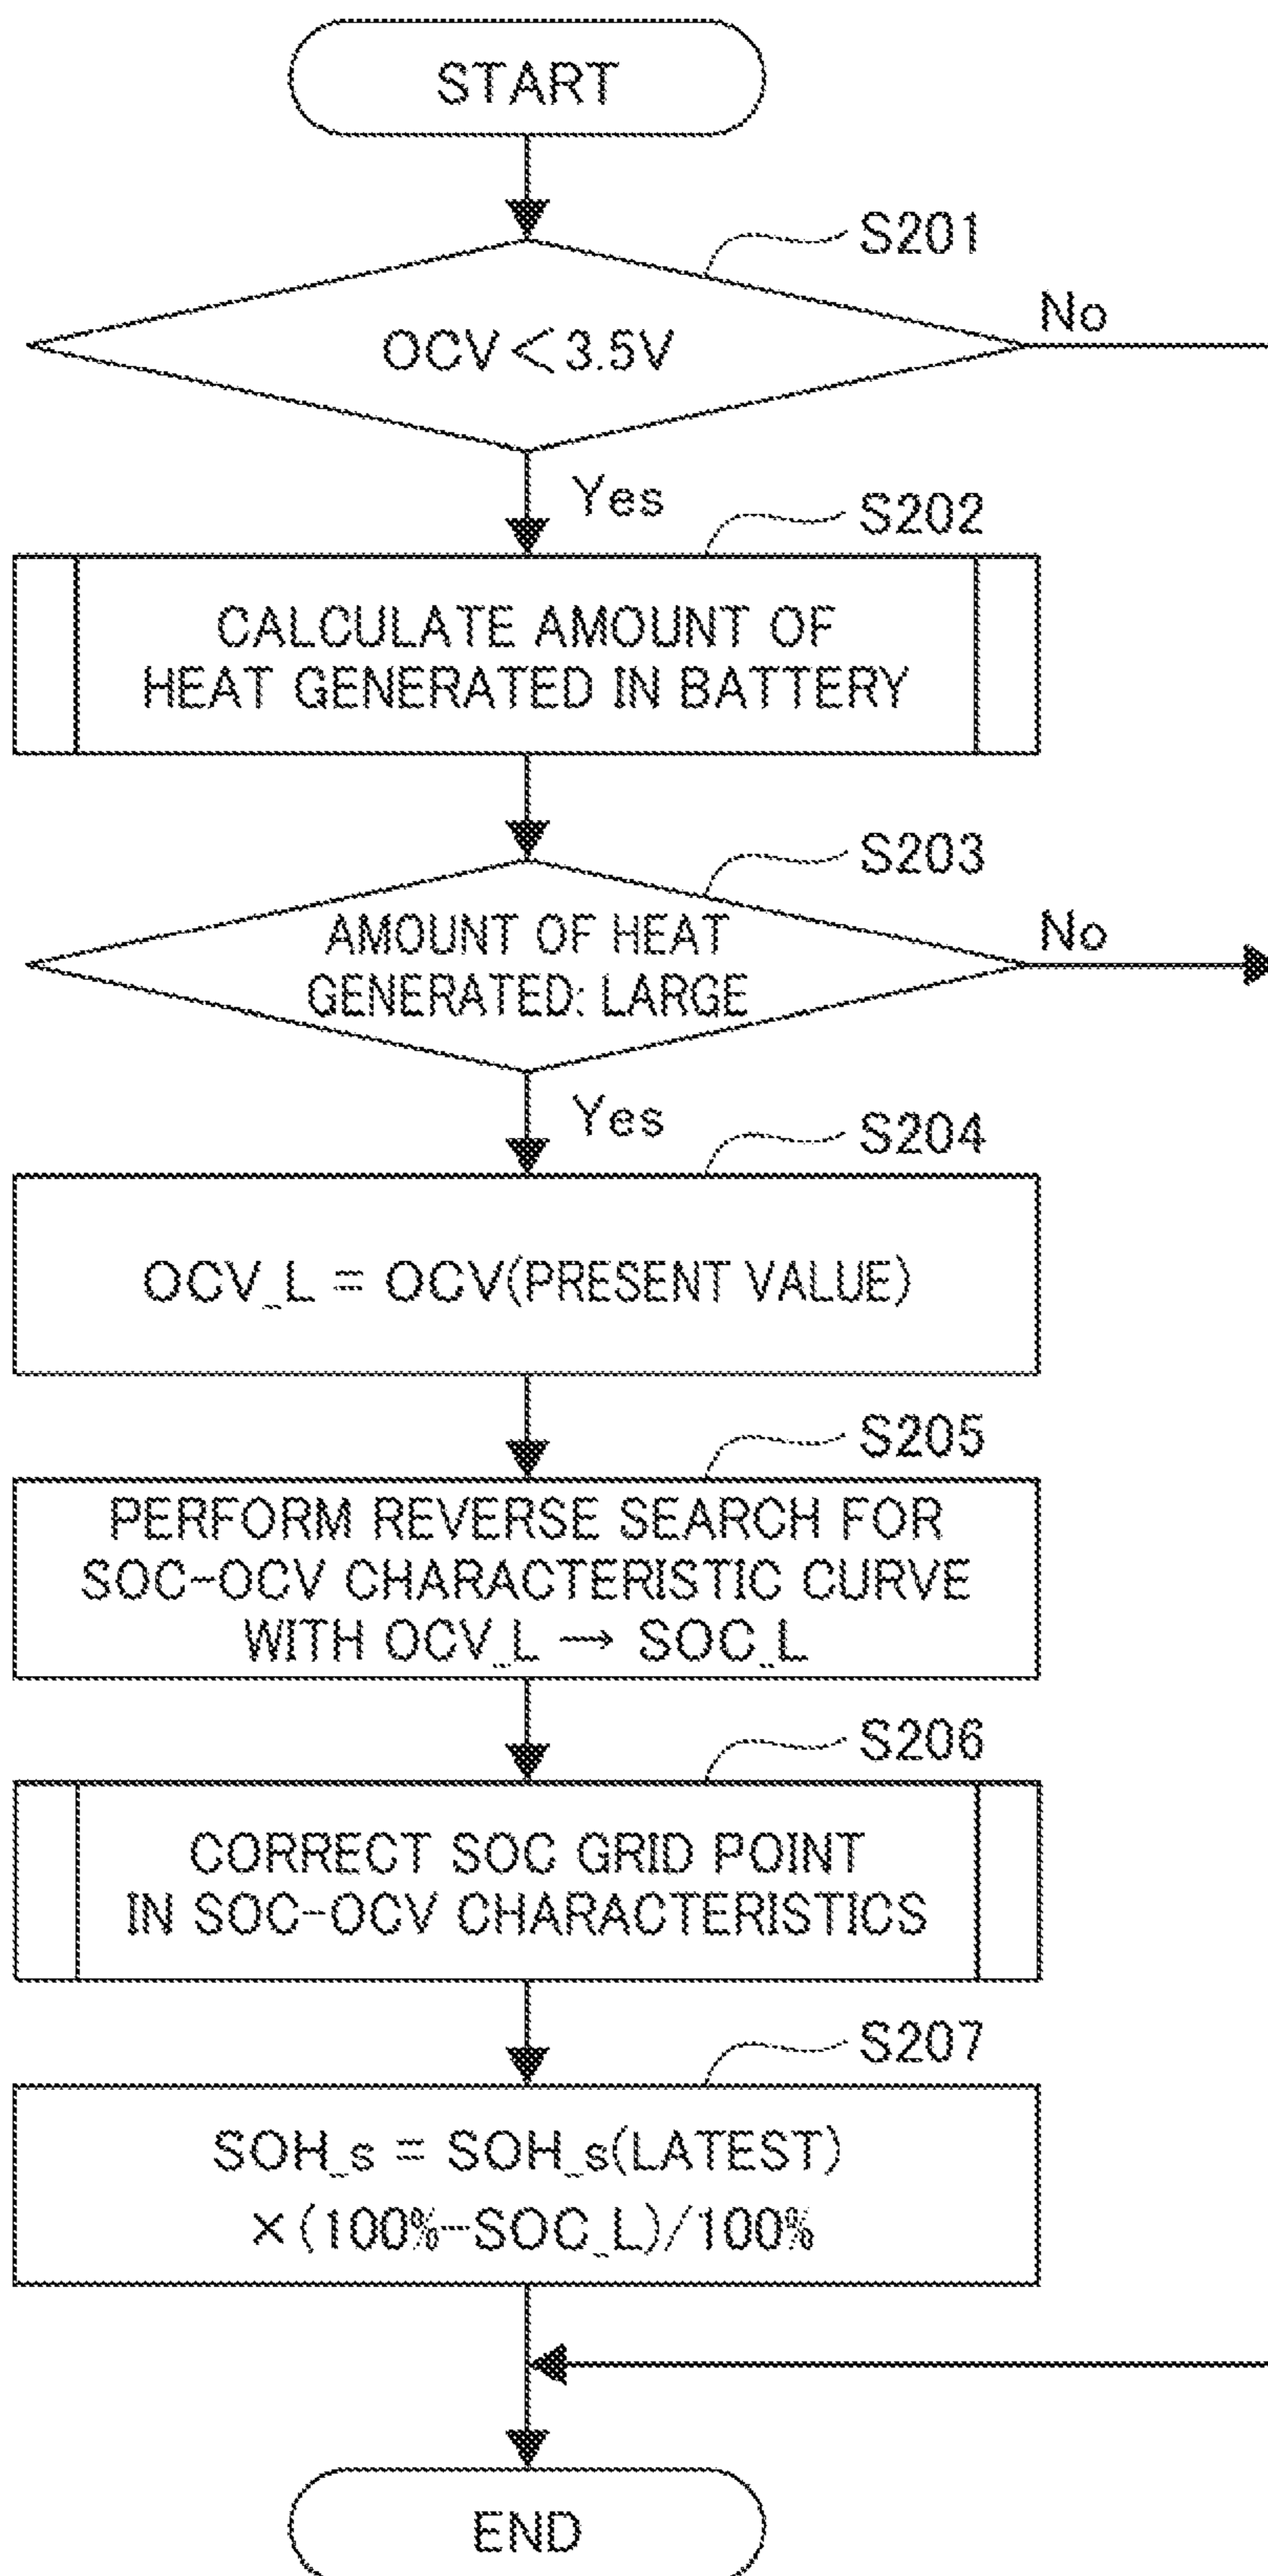 START
S201
OCV<3.5V
No
Yes
S202
CALCULATE AMOUNT OF
HEAT GENERATED IN BATTERY
S203
AMOUNT OF HEAT
GENERATED: LARGE
No
Yes
S204
OCV_L = OCV(PRESENT VALUE)
S205
PERFORM REVERSE SEARCH FOR
SOC-OCV CHARACTERISTIC CURVE
WITH OCV_L → SOC_L
S206
CORRECT SOC GRID POINT
IN SOC-OCV CHARACTERISTICS
S207
SOH_s = SOH_s(LATEST)
×(100%-SOC_L)/100%
END